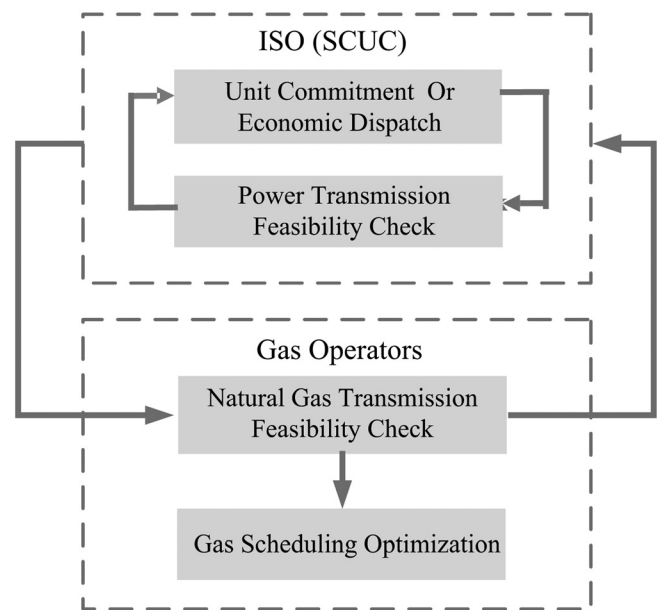 ISO (SCUC)
Unit Commitment Or
Economic Dispatch
Power Transmission
Feasibility Check
Gas Operators
Natural Gas Transmission
Feasibility Check
Gas Scheduling Optimization